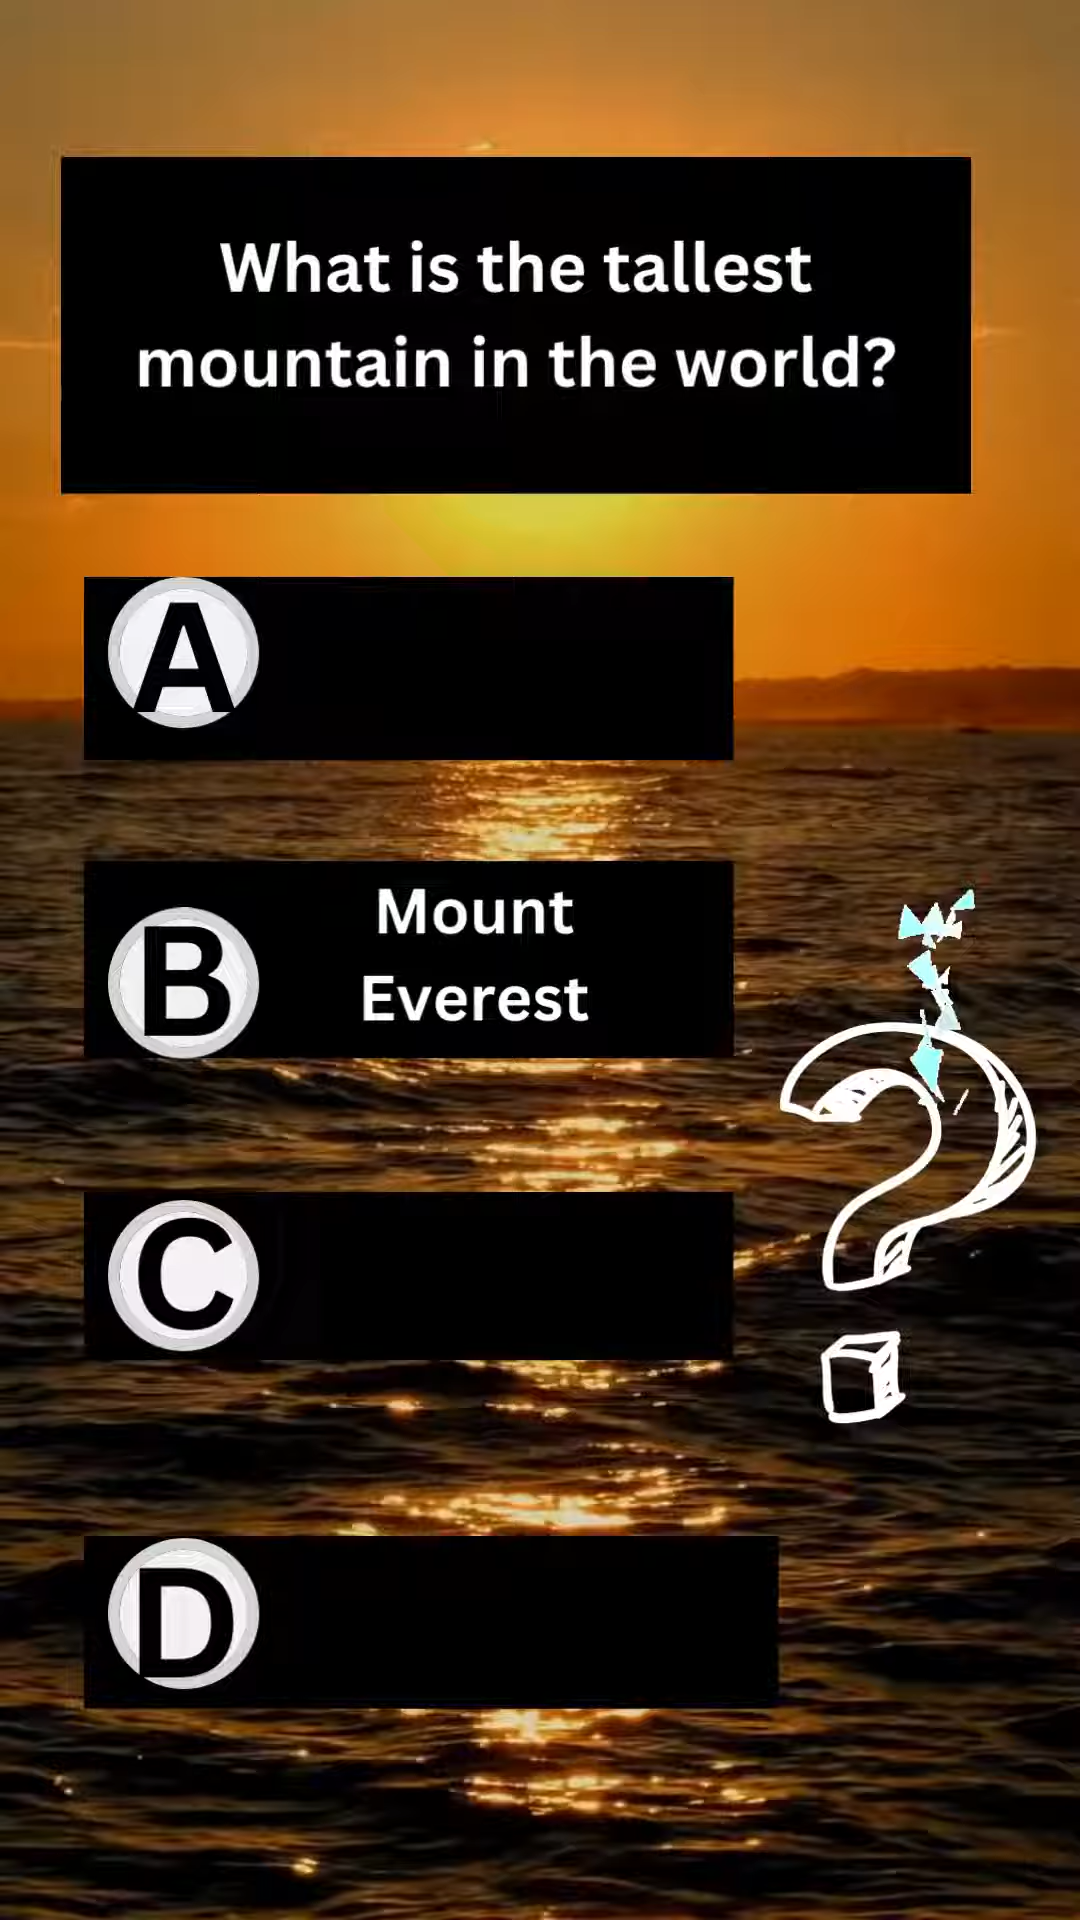 What is the tallest
mountain in the world?
A
B
Mount
Everest
C
D
?